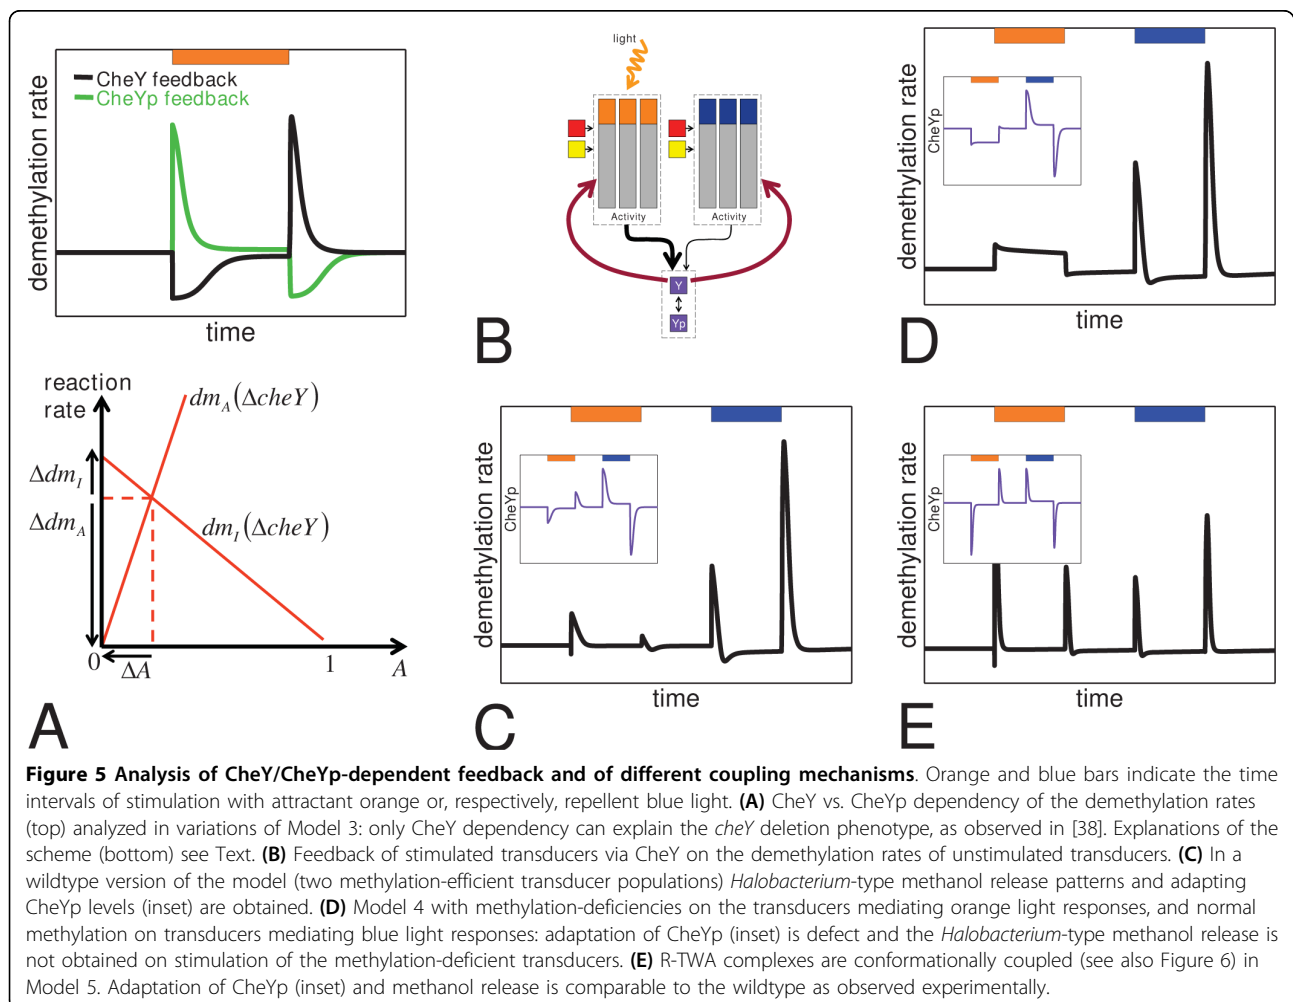 CheY feedback
CheYp feedback
demethylation rate
time
reaction
rate
dm_A(ΔcheY)
Δdm_I
Δdm_A
dm_I(ΔcheY)
0
ΔA
1
A
A
light
Activity
Activity
Y
Yp
B
demethylation rate
CheYp
time
D
demethylation rate
CheYp
time
C
demethylation rate
CheYp
time
E
Figure 5 Analysis of CheY/CheYp-dependent feedback and of different coupling mechanisms. Orange and blue bars indicate the time
intervals of stimulation with attractant orange or, respectively, repellent blue light. (A) CheY vs. CheYp dependency of the demethylation rates
(top) analyzed in variations of Model 3: only CheY dependency can explain the cheY deletion phenotype, as observed in [38]. Explanations of the
scheme (bottom) see Text. (B) Feedback of stimulated transducers via CheY on the demethylation rates of unstimulated transducers. (C) In a
wildtype version of the model (two methylation-efficient transducer populations) Halobacterium-type methanol release patterns and adapting
CheYp levels (inset) are obtained. (D) Model 4 with methylation-deficiencies on the transducers mediating orange light responses, and normal
methylation on transducers mediating blue light responses: adaptation of CheYp (inset) is defect and the Halobacterium-type methanol release is
not obtained on stimulation of the methylation-deficient transducers. (E) R-TWA complexes are conformationally coupled (see also Figure 6) in
Model 5. Adaptation of CheYp (inset) and methanol release is comparable to the wildtype as observed experimentally.